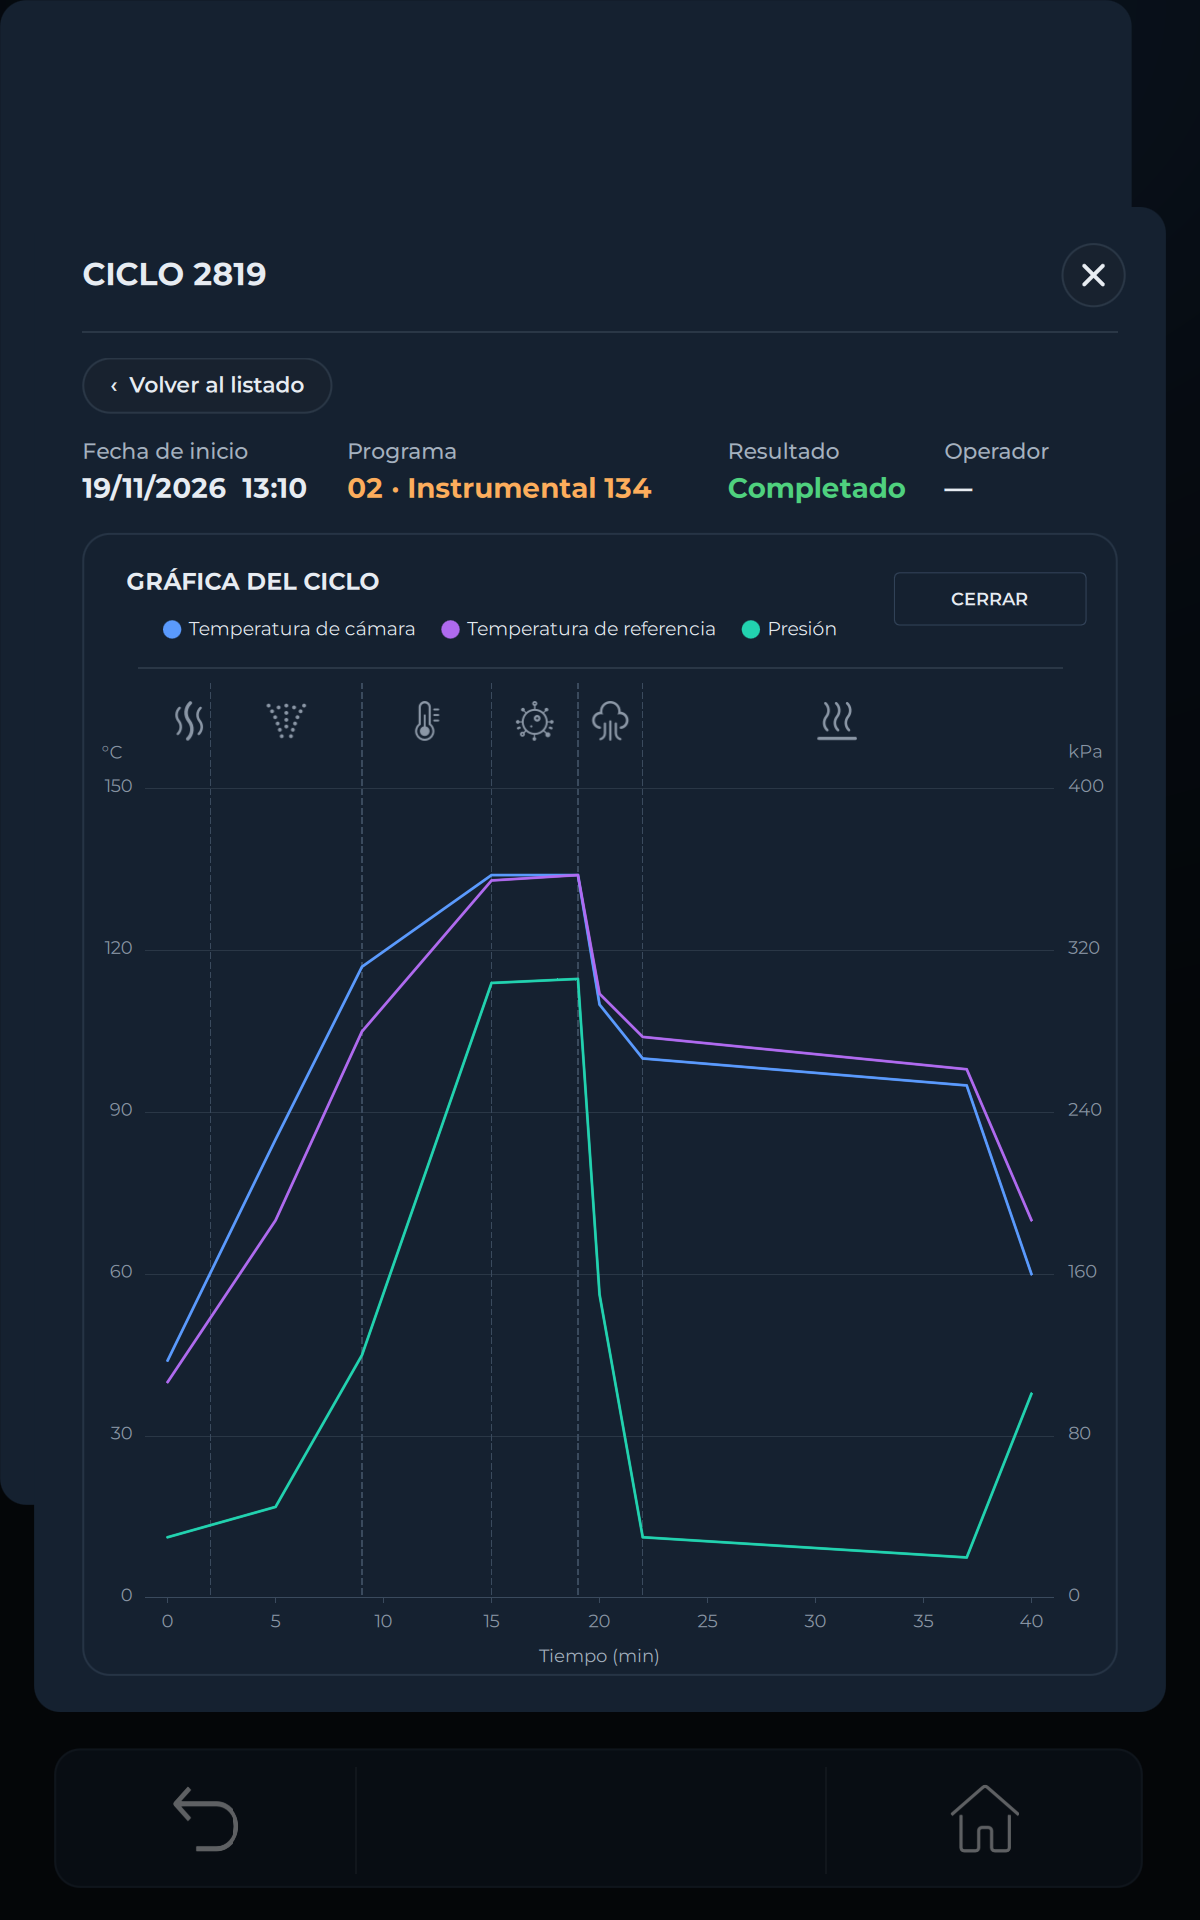 CICLO 2819
‹ Volver al listado
Fecha de inicio Programa Resultado Operador
19/11/2026 13:10 02 · Instrumental 134 Completado —
GRÁFICA DEL CICLO
CERRAR
Temperatura de cámara Temperatura de referencia Presión
°C kPa
150 400
120 320
90 240
60 160
30 80
0 0
0 5 10 15 20 25 30 35 40
Tiempo (min)